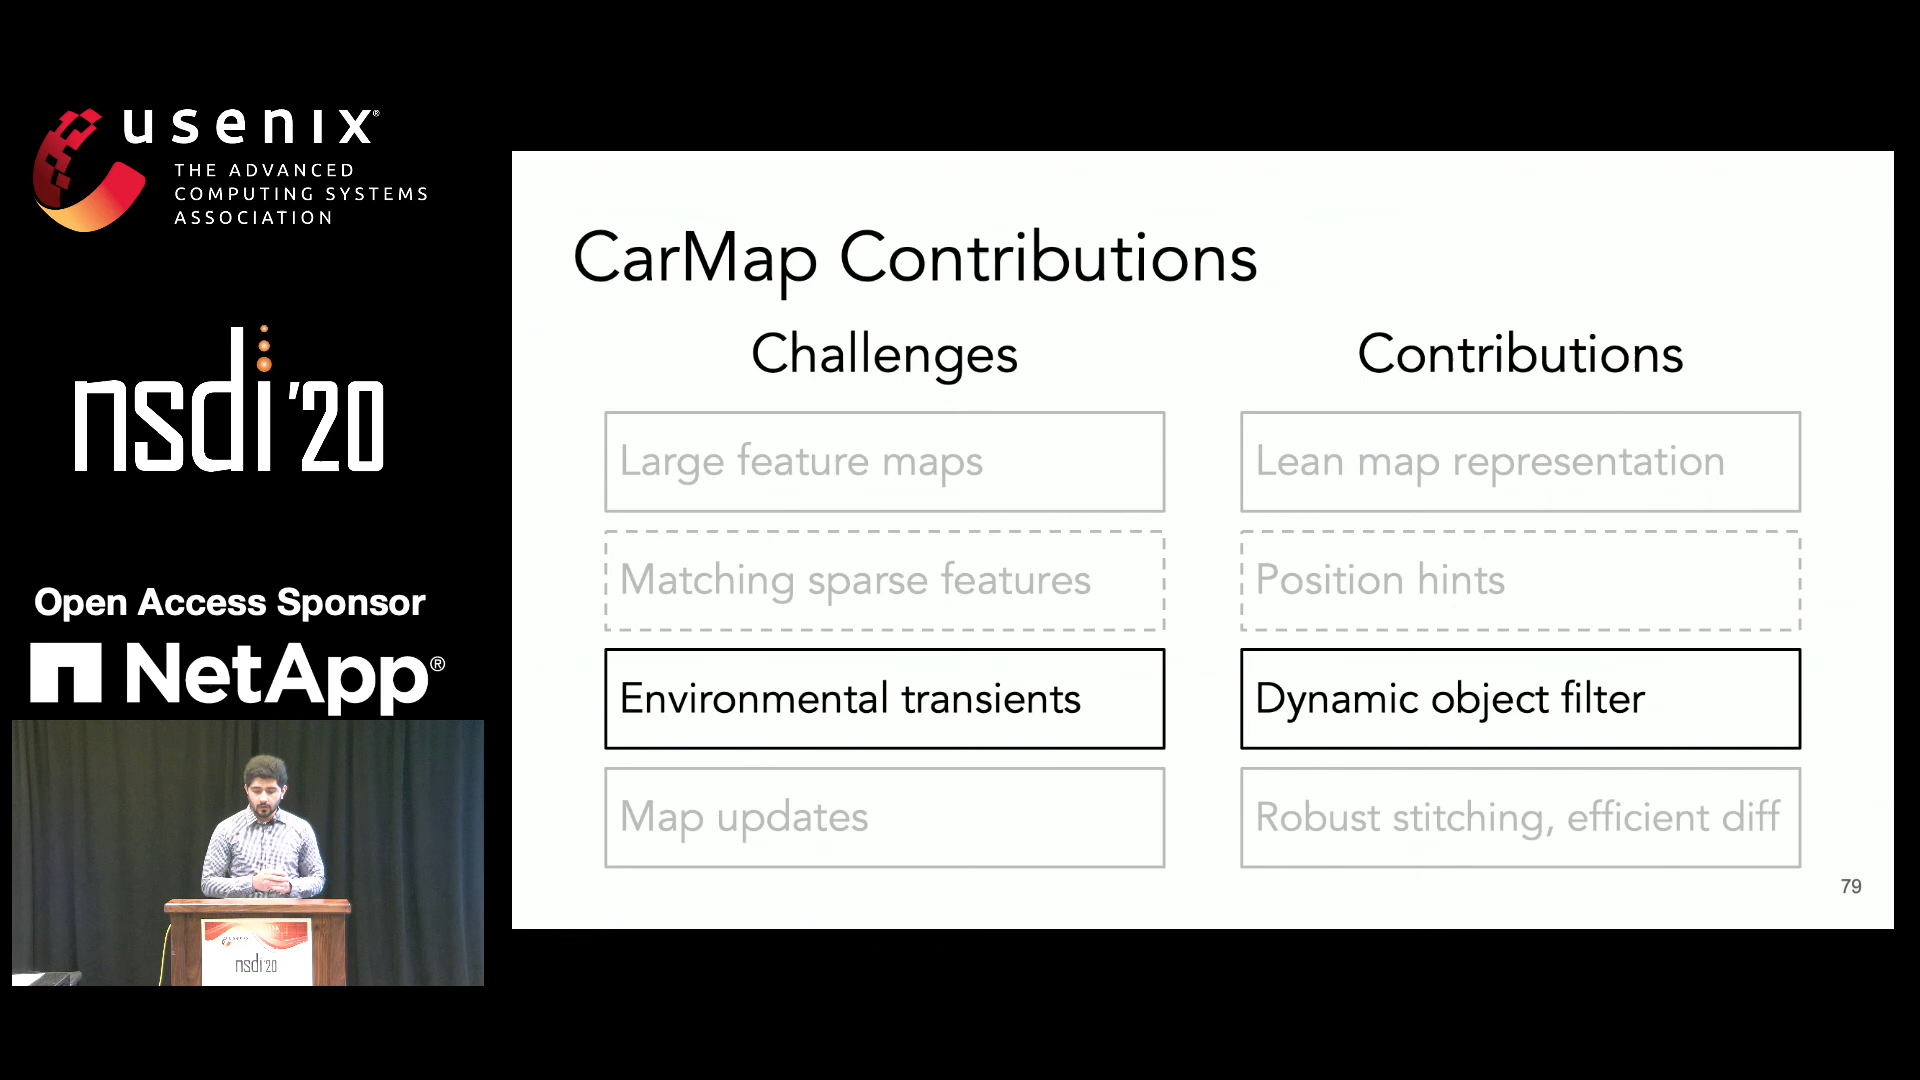 usenix®
THE ADVANCED
COMPUTING SYSTEMS
ASSOCIATION
nsdi '20
Open Access Sponsor
NetApp®
CarMap Contributions
Challenges
Contributions
Large feature maps
Lean map representation
Matching sparse features
Position hints
Environmental transients
Dynamic object filter
Map updates
Robust stitching, efficient diff
79
usenix
nsdi '20